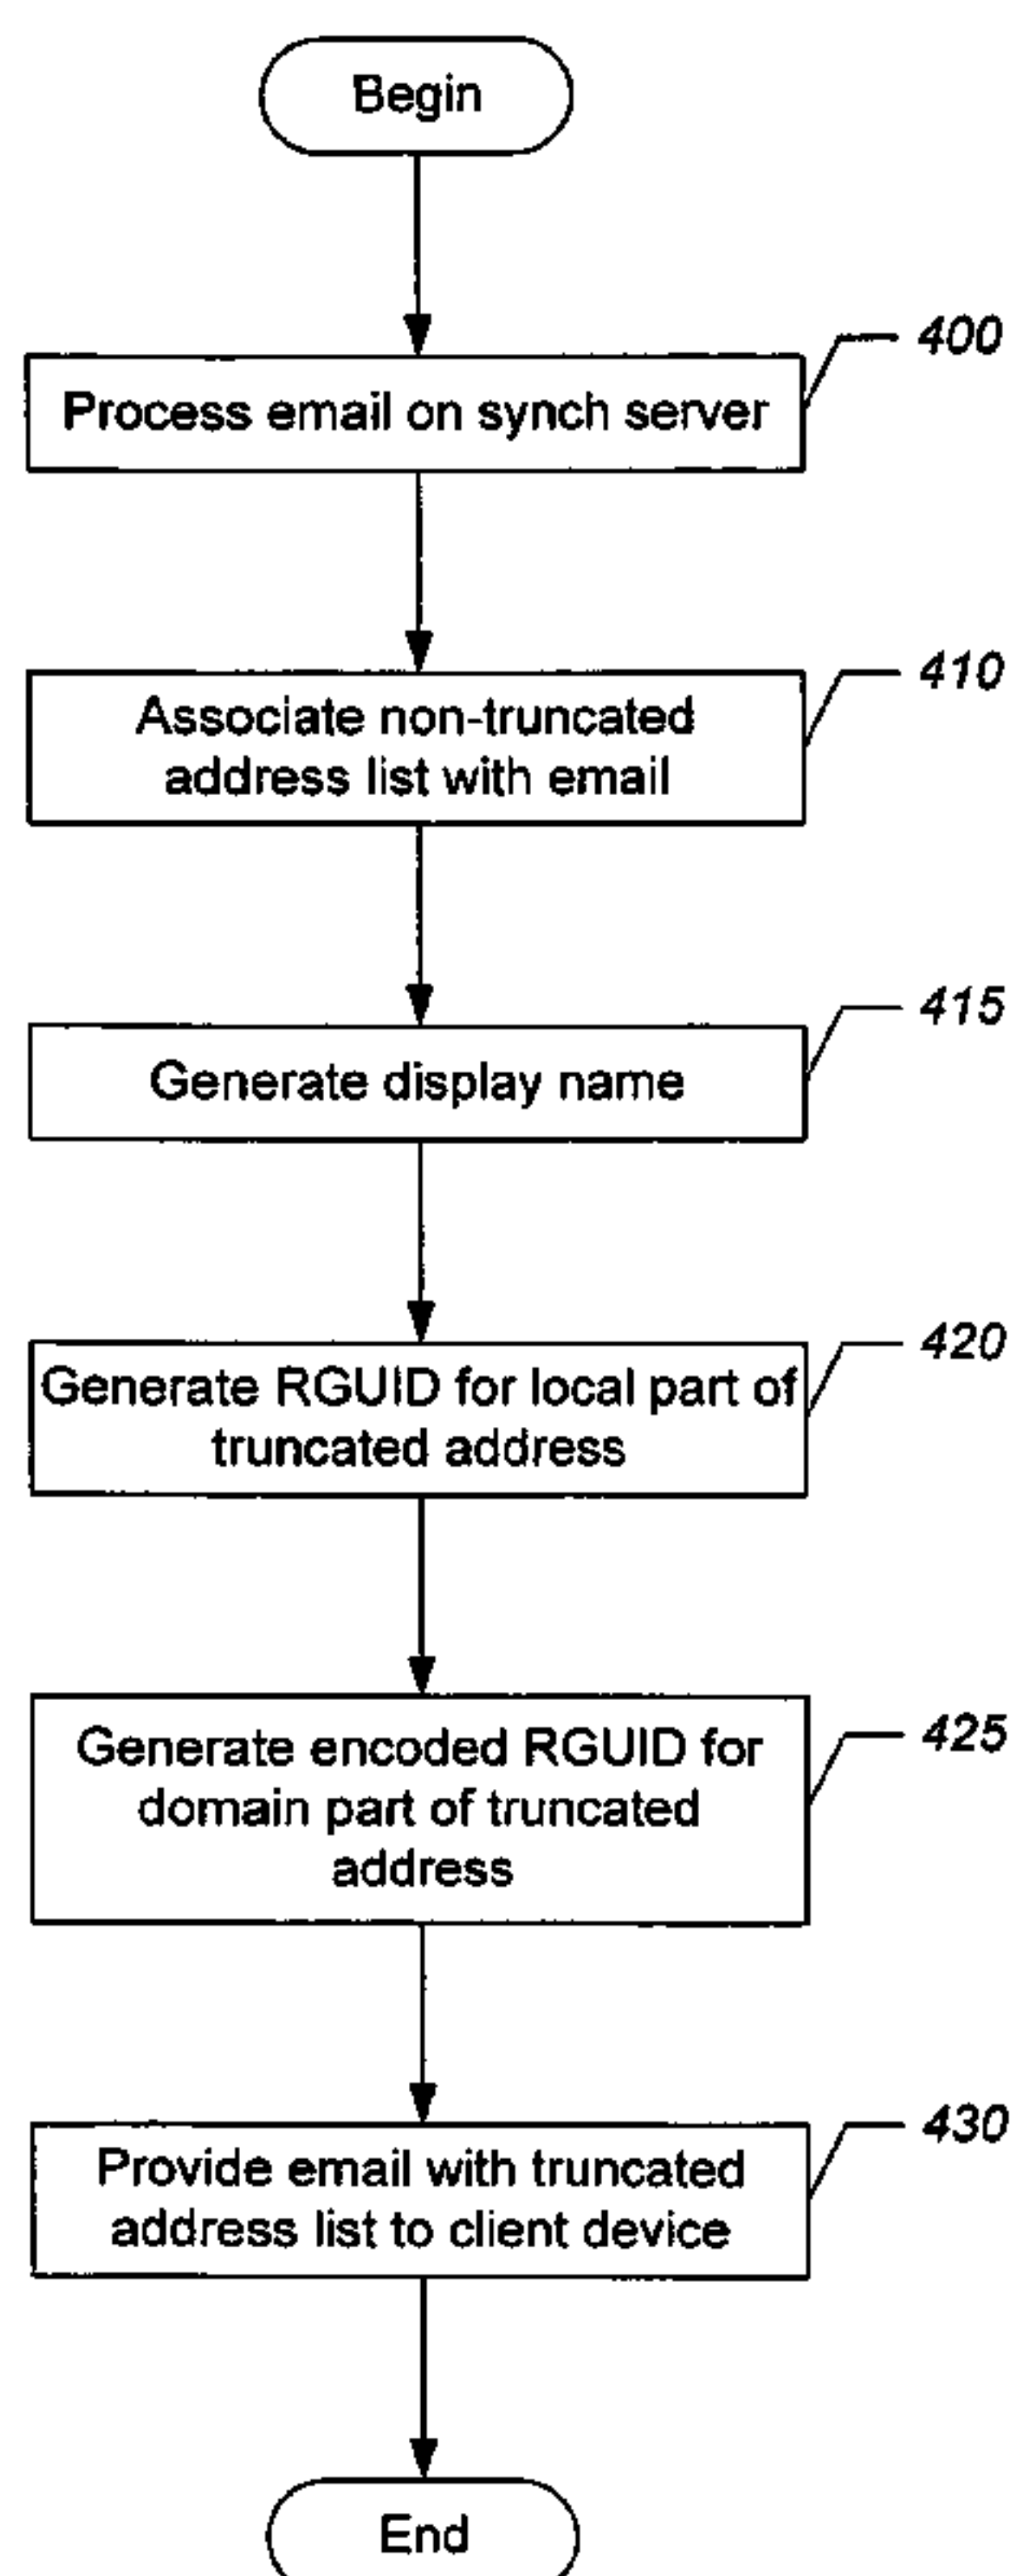 Begin
400
Process email on synch server
410
Associate non-truncated
address list with email
415
Generate display name
420
Generate RGUID for local part of
truncated address
425
Generate encoded RGUID for
domain part of truncated
address
430
Provide email with truncated
address list to client device
End